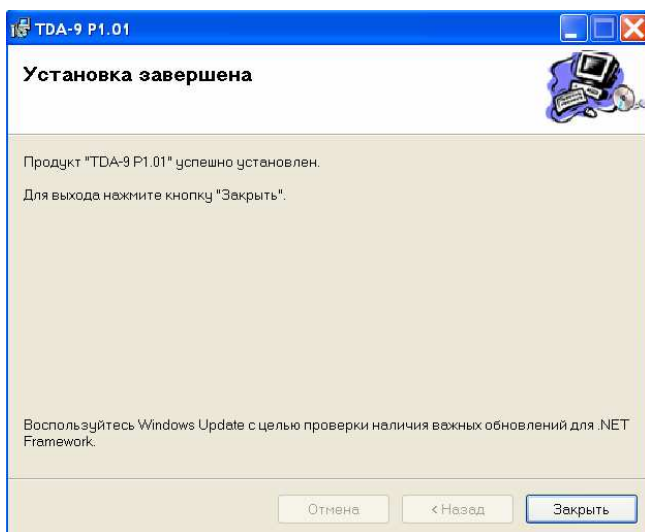 TDA-9 P1.01
Установка завершена
Продукт "TDA-9 P1.01" успешно установлен.
Для выхода нажмите кнопку "Закрыть".
Воспользуйтесь Windows Update с целью проверки наличия важных обновлений для .NET
Framework.
Отмена
< Назад
Закрыть